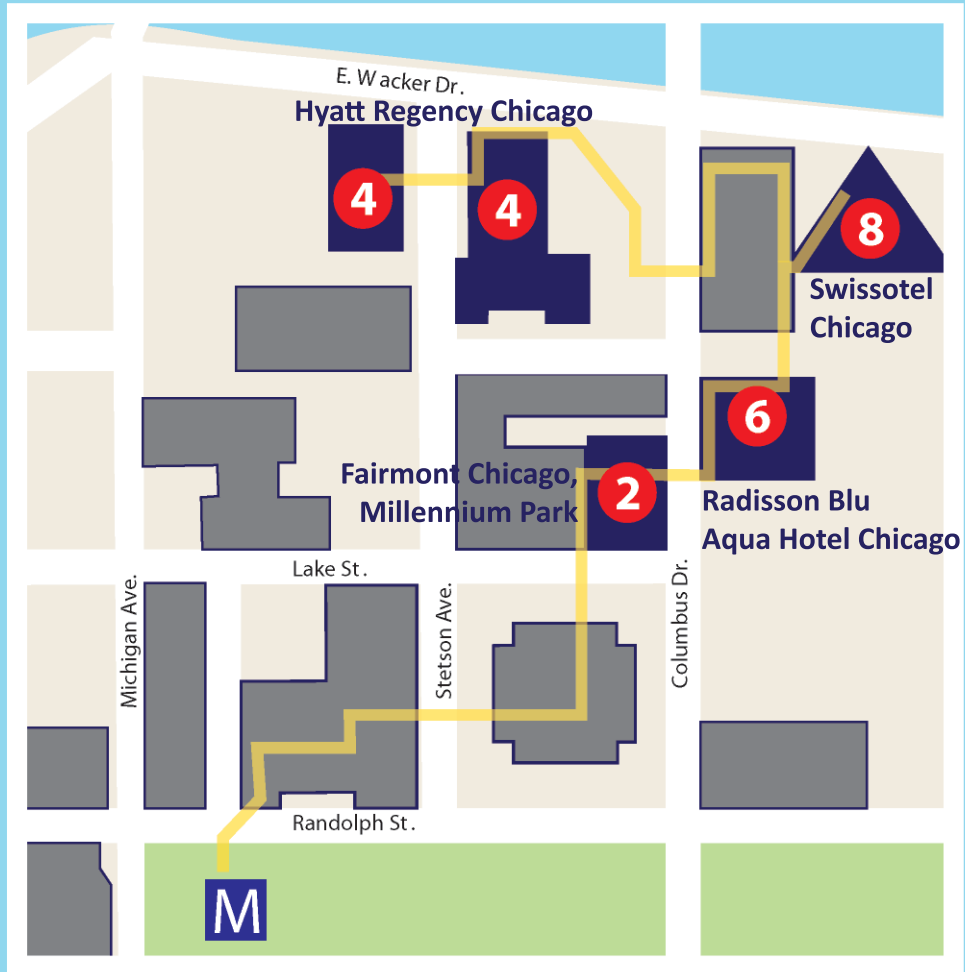 E. Wacker Dr.
Hyatt Regency Chicago
4
4
8
Swissotel
Chicago
6
Fairmont Chicago,
Millennium Park
2
Radisson Blu
Aqua Hotel Chicago
Lake St.
Michigan Ave.
Stetson Ave.
Columbus Dr.
Randolph St.
M